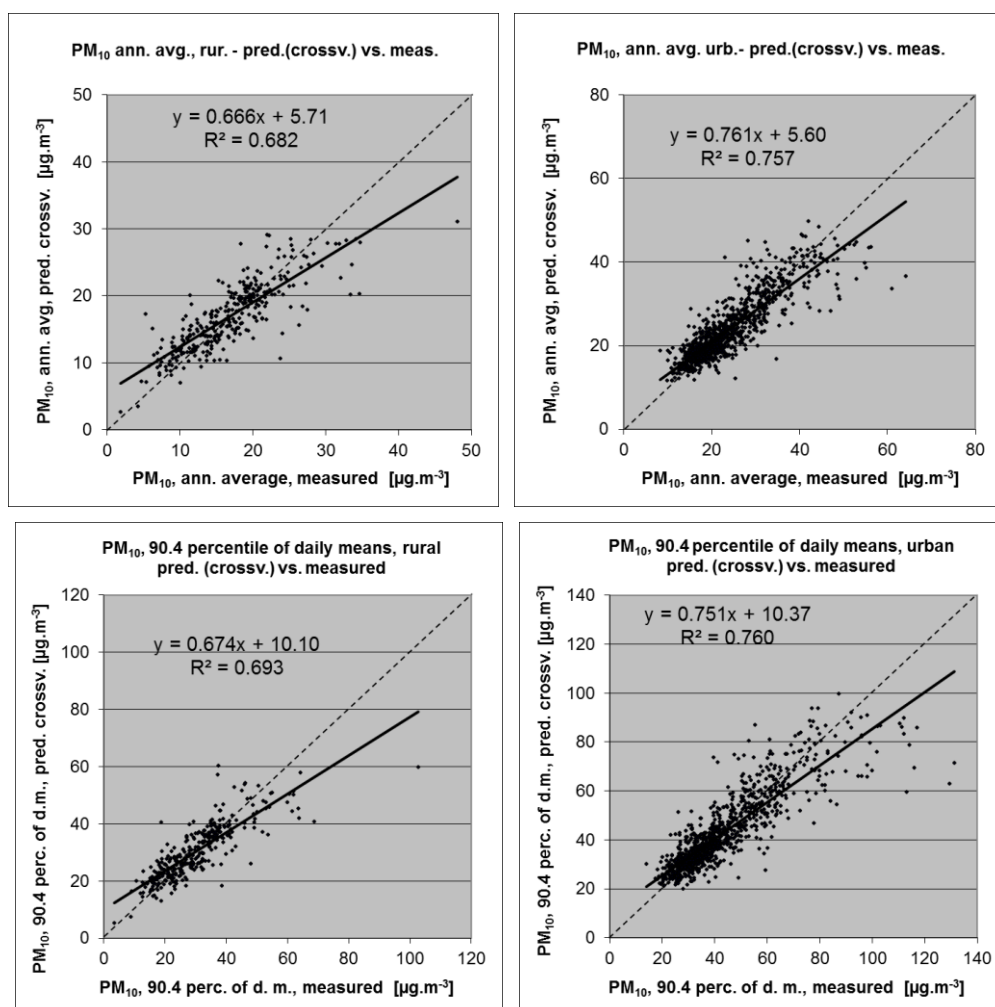 PM₁₀ ann. avg., rur. - pred.(crossv.) vs. meas.
y = 0.666x + 5.71
R² = 0.682
PM₁₀, ann. avg, pred. crossv. [µg.m⁻³]
50
40
30
20
10
0
0 10 20 30 40 50
PM₁₀, ann. average, measured [µg.m⁻³]
PM₁₀, ann. avg. urb.- pred.(crossv.) vs. meas.
y = 0.761x + 5.60
R² = 0.757
PM₁₀, ann. avg, pred. crossv. [µg.m⁻³]
80
60
40
20
0
0 20 40 60 80
PM₁₀, ann. average, measured [µg.m⁻³]
PM₁₀, 90.4 percentile of daily means, rural
pred. (crossv.) vs. measured
y = 0.674x + 10.10
R² = 0.693
PM₁₀, 90.4 perc. of d.m., pred. crossv. [µg.m⁻³]
120
100
80
60
40
20
0
0 20 40 60 80 100 120
PM₁₀, 90.4 perc. of d. m., measured [µg.m⁻³]
PM₁₀, 90.4 percentile of daily means, urban
pred. (crossv.) vs. measured
y = 0.751x + 10.37
R² = 0.760
PM₁₀, 90.4 perc. of d.m., pred. crossv. [µg.m⁻³]
140
120
100
80
60
40
20
0
0 20 40 60 80 100 120 140
PM₁₀, 90.4 perc. of d. m., measured [µg.m⁻³]